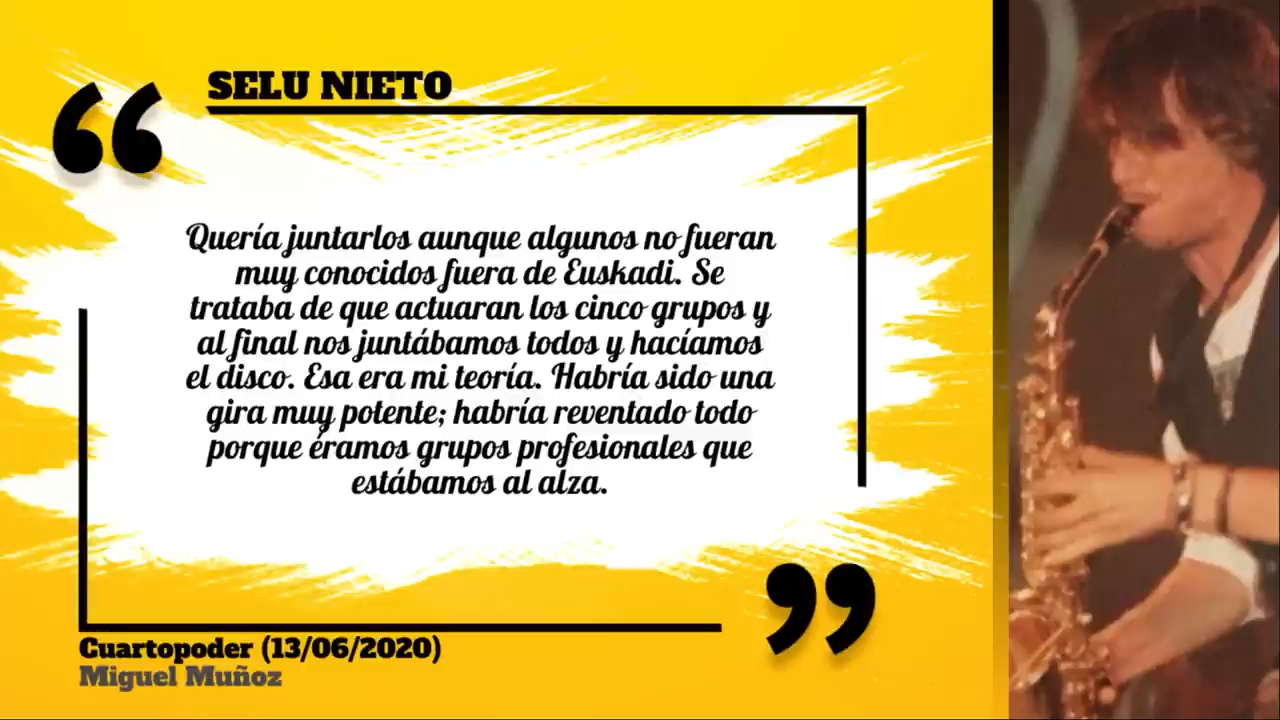 SELU NIETO
“
Quería juntarlos aunque algunos no fueran
muy conocidos fuera de Euskadi. Se
trataba de que actuaran los cinco grupos y
al final nos juntábamos todos y hacíamos
el disco. Esa era mi teoría. Habría sido una
gira muy potente; habría reventado todo
porque éramos grupos profesionales que
estábamos al alza.
”
Cuartopoder (13/06/2020)
Miguel Muñoz